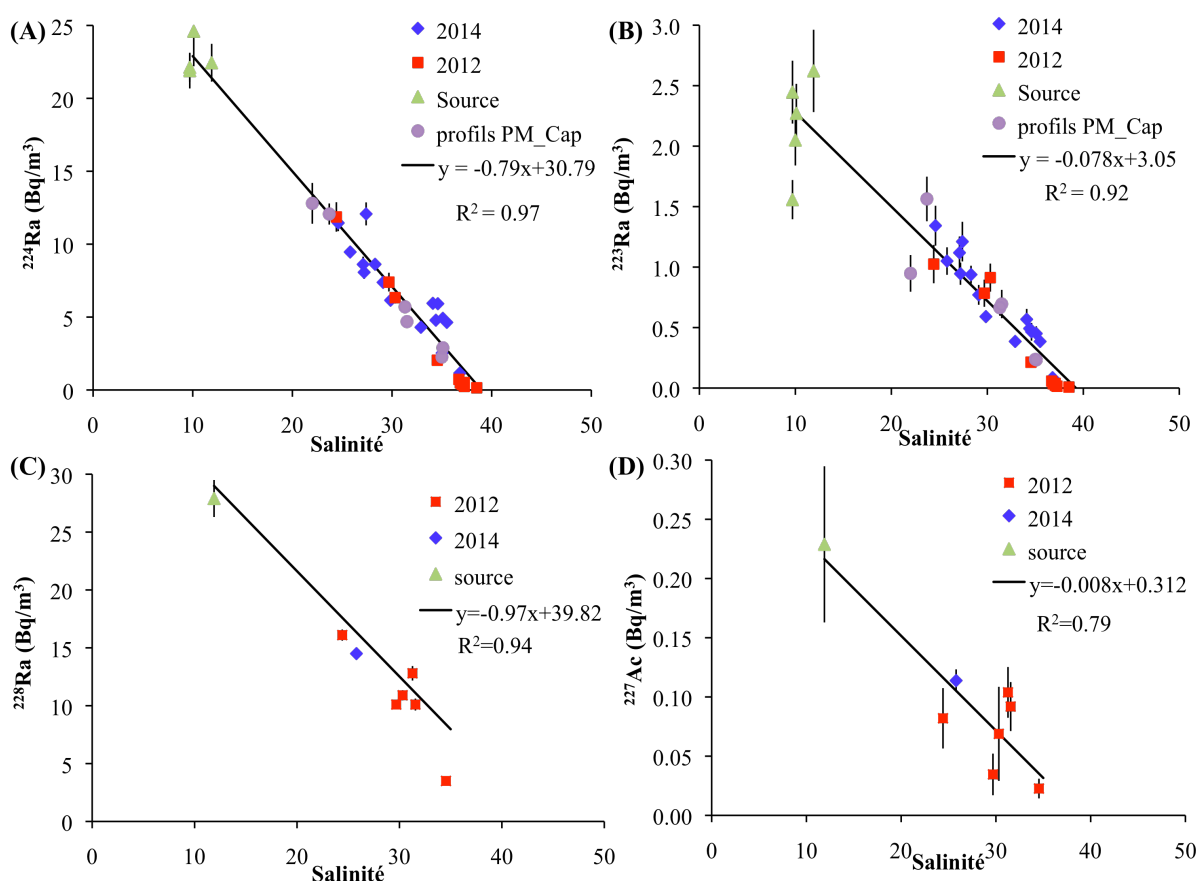 (A)
25
20
15
10
5
0
²²⁴Ra (Bq/m³)
0 10 20 30 40 50
Salinité
2014
2012
Source
profils PM_Cap
y = -0.79x+30.79
R² = 0.97
(B)
3.0
2.5
2.0
1.5
1.0
0.5
0.0
²²³Ra (Bq/m³)
0 10 20 30 40 50
Salinité
2014
2012
Source
profils PM_Cap
y = -0.078x+3.05
R² = 0.92
(C)
30
25
20
15
10
5
0
²²⁸Ra (Bq/m³)
0 10 20 30 40 50
Salinité
2012
2014
source
y=-0.97x+39.82
R²=0.94
(D)
0.30
0.25
0.20
0.15
0.10
0.05
0.00
²²⁷Ac (Bq/m³)
0 10 20 30 40 50
Salinité
2012
2014
source
y=-0.008x+0.312
R²=0.79